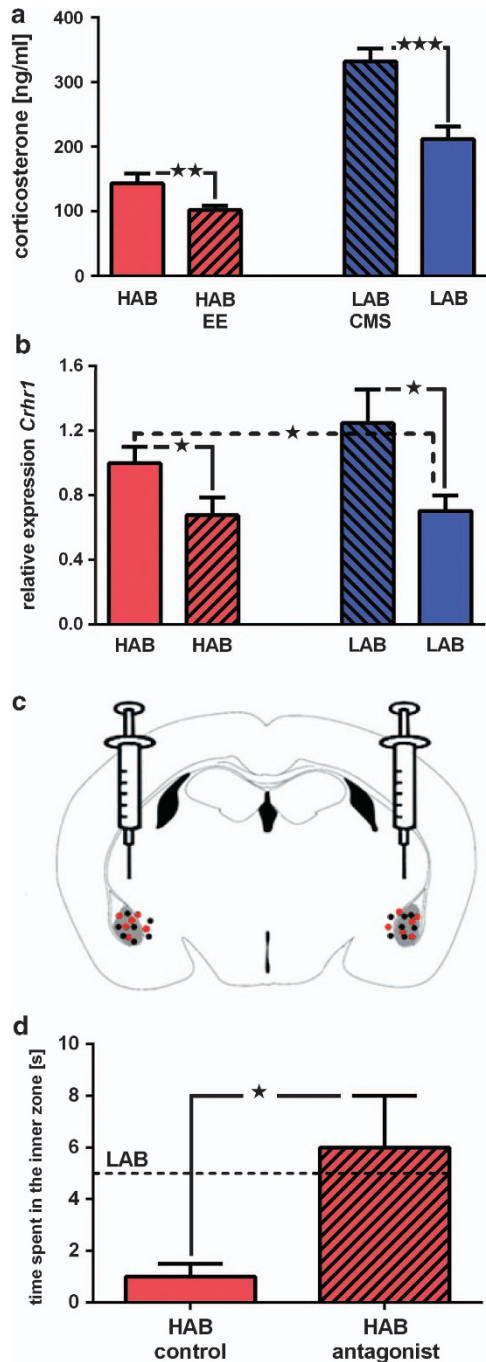 a
corticosterone [ng/ml]
400
300
200
100
0
★★
★★★
HAB
HAB
EE
LAB
CMS
LAB
b
relative expression Crhr1
1.6
1.2
0.8
0.4
0.0
★
★
★
HAB
HAB
LAB
LAB
c
d
time spent in the inner zone [s]
10
8
6
4
2
0
★
LAB
HAB
control
HAB
antagonist